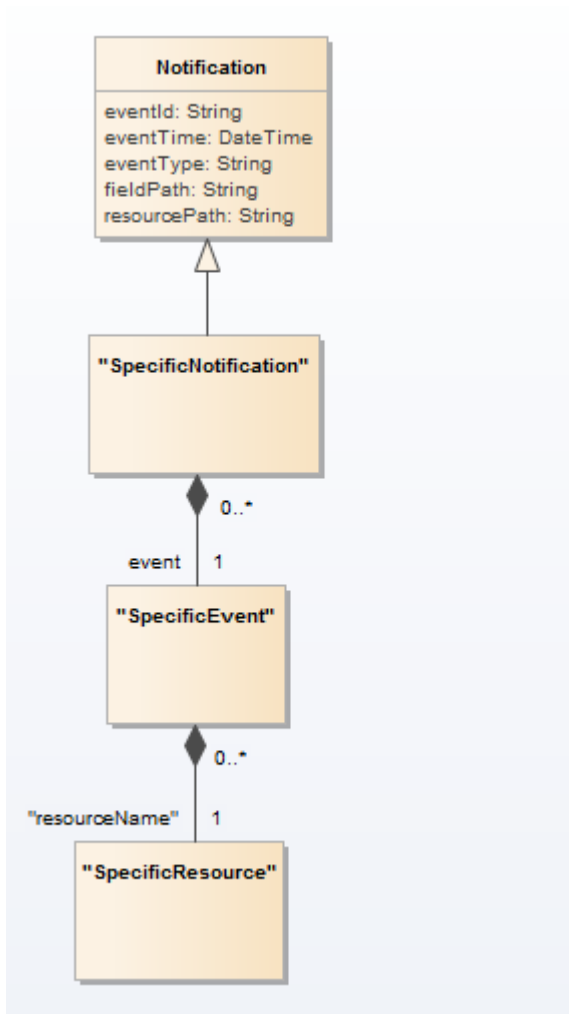 Notification
eventId: String
eventTime: DateTime
eventType: String
fieldPath: String
resourcePath: String
"SpecificNotification"
0..*
event 1
"SpecificEvent"
0..*
"resourceName" 1
"SpecificResource"